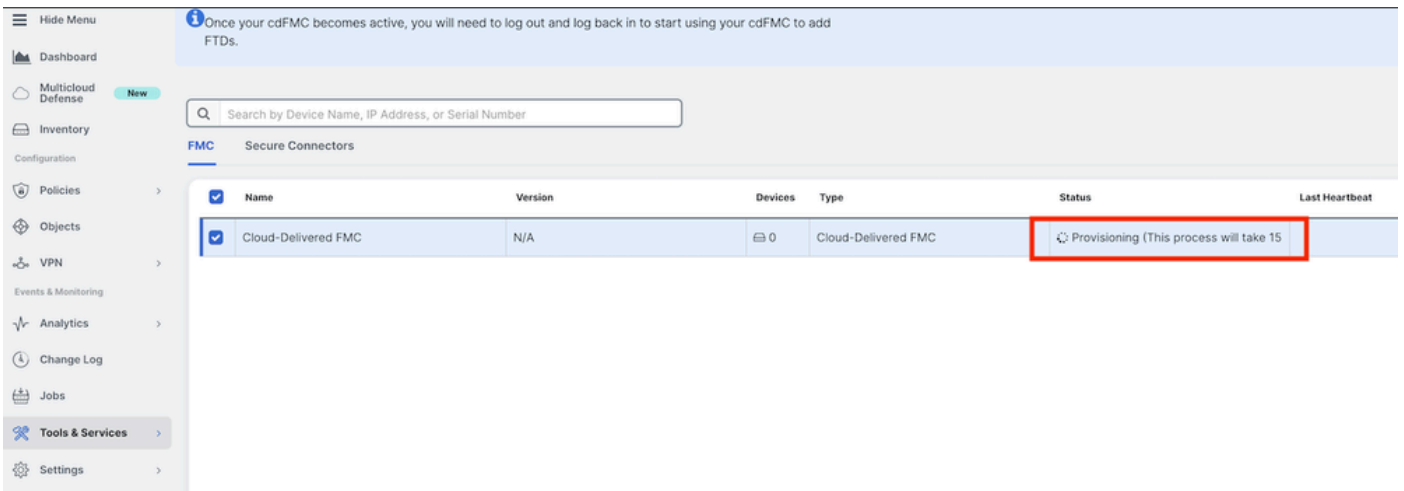 Hide Menu
Dashboard
Multicloud
Defense
New
Inventory
Configuration
Policies
Objects
VPN
Events & Monitoring
Analytics
Change Log
Jobs
Tools & Services
Settings
Once your cdFMC becomes active, you will need to log out and log back in to start using your cdFMC to add
FTDs.
Search by Device Name, IP Address, or Serial Number
FMC Secure Connectors
Name Version Devices Type Status Last Heartbeat
Cloud-Delivered FMC N/A 0 Cloud-Delivered FMC Provisioning (This process will take 15